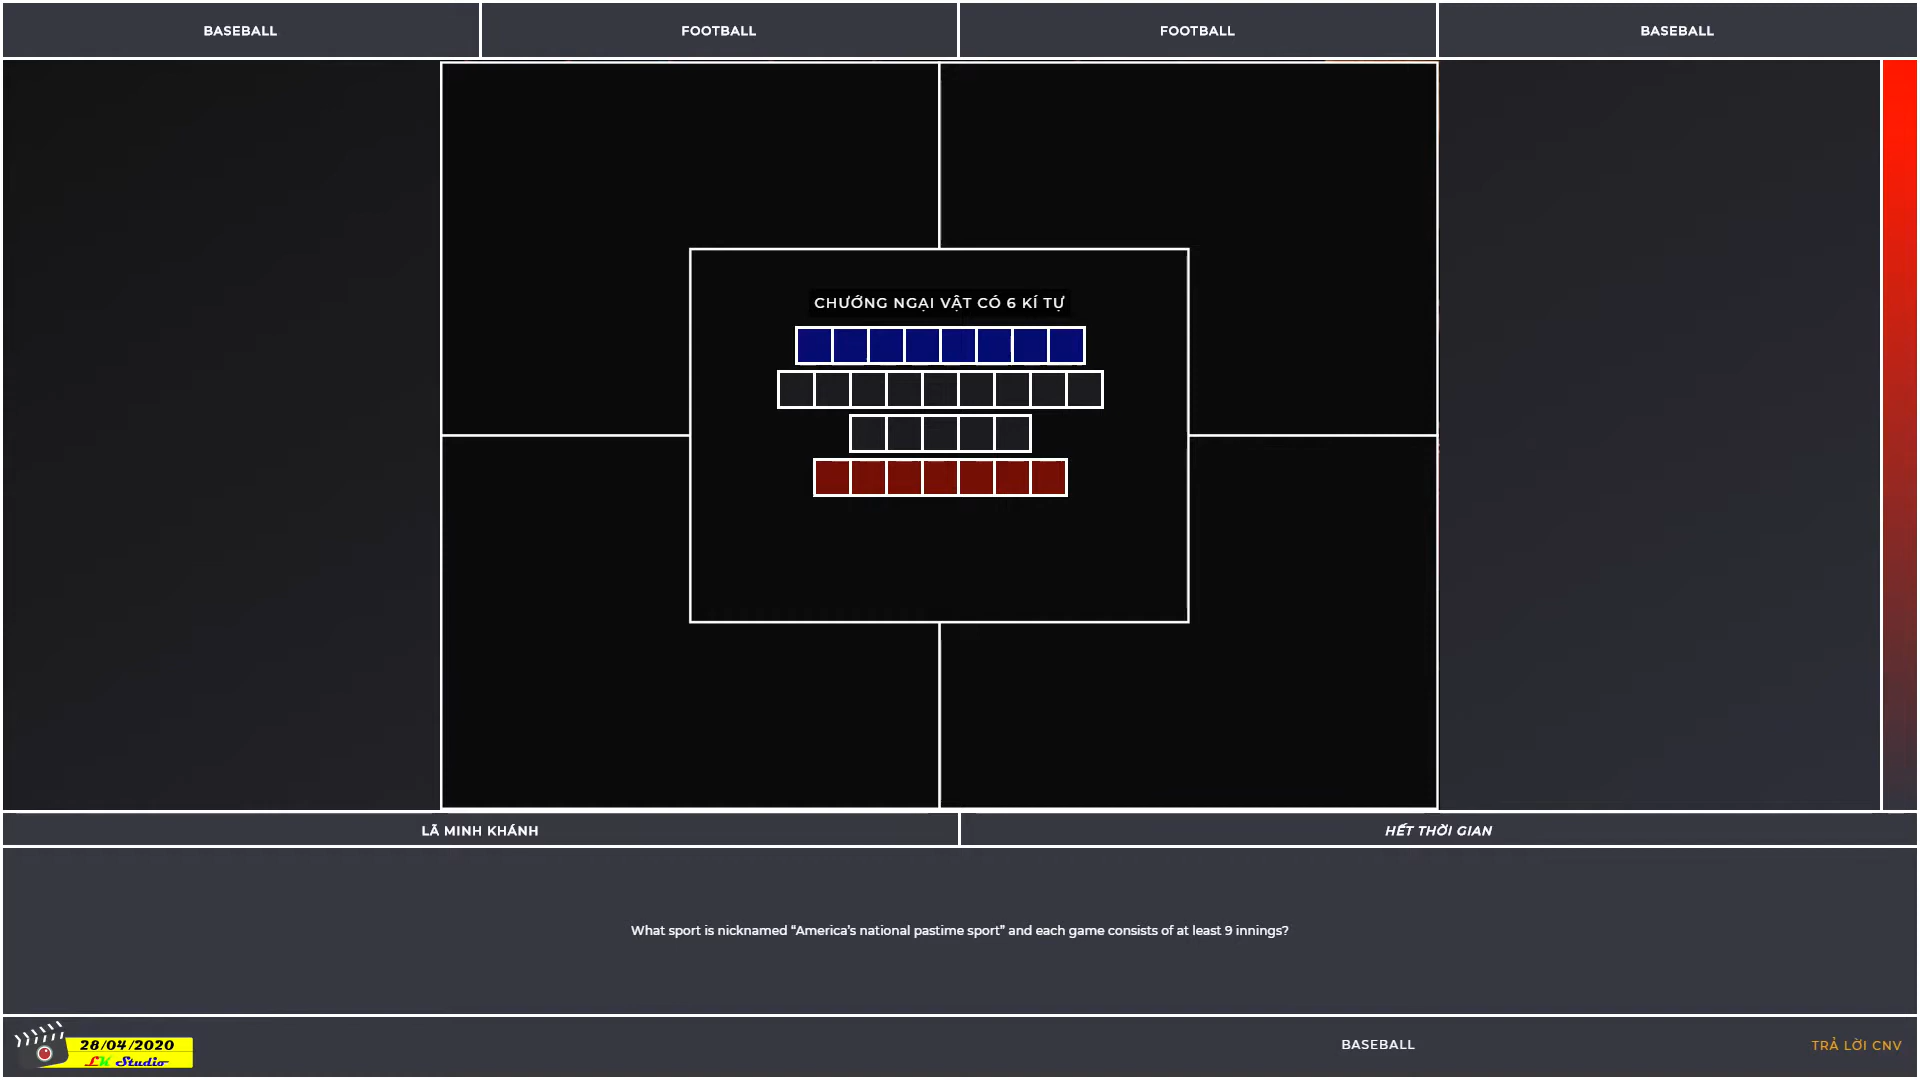 BASEBALL
FOOTBALL
FOOTBALL
BASEBALL
CHƯỚNG NGẠI VẬT CÓ 6 KÍ TỰ
LÃ MINH KHÁNH
HẾT THỜI GIAN
What sport is nicknamed “America’s national pastime sport” and each game consists of at least 9 innings?
28/04/2020
LK Studio
BASEBALL
TRẢ LỜI CNV